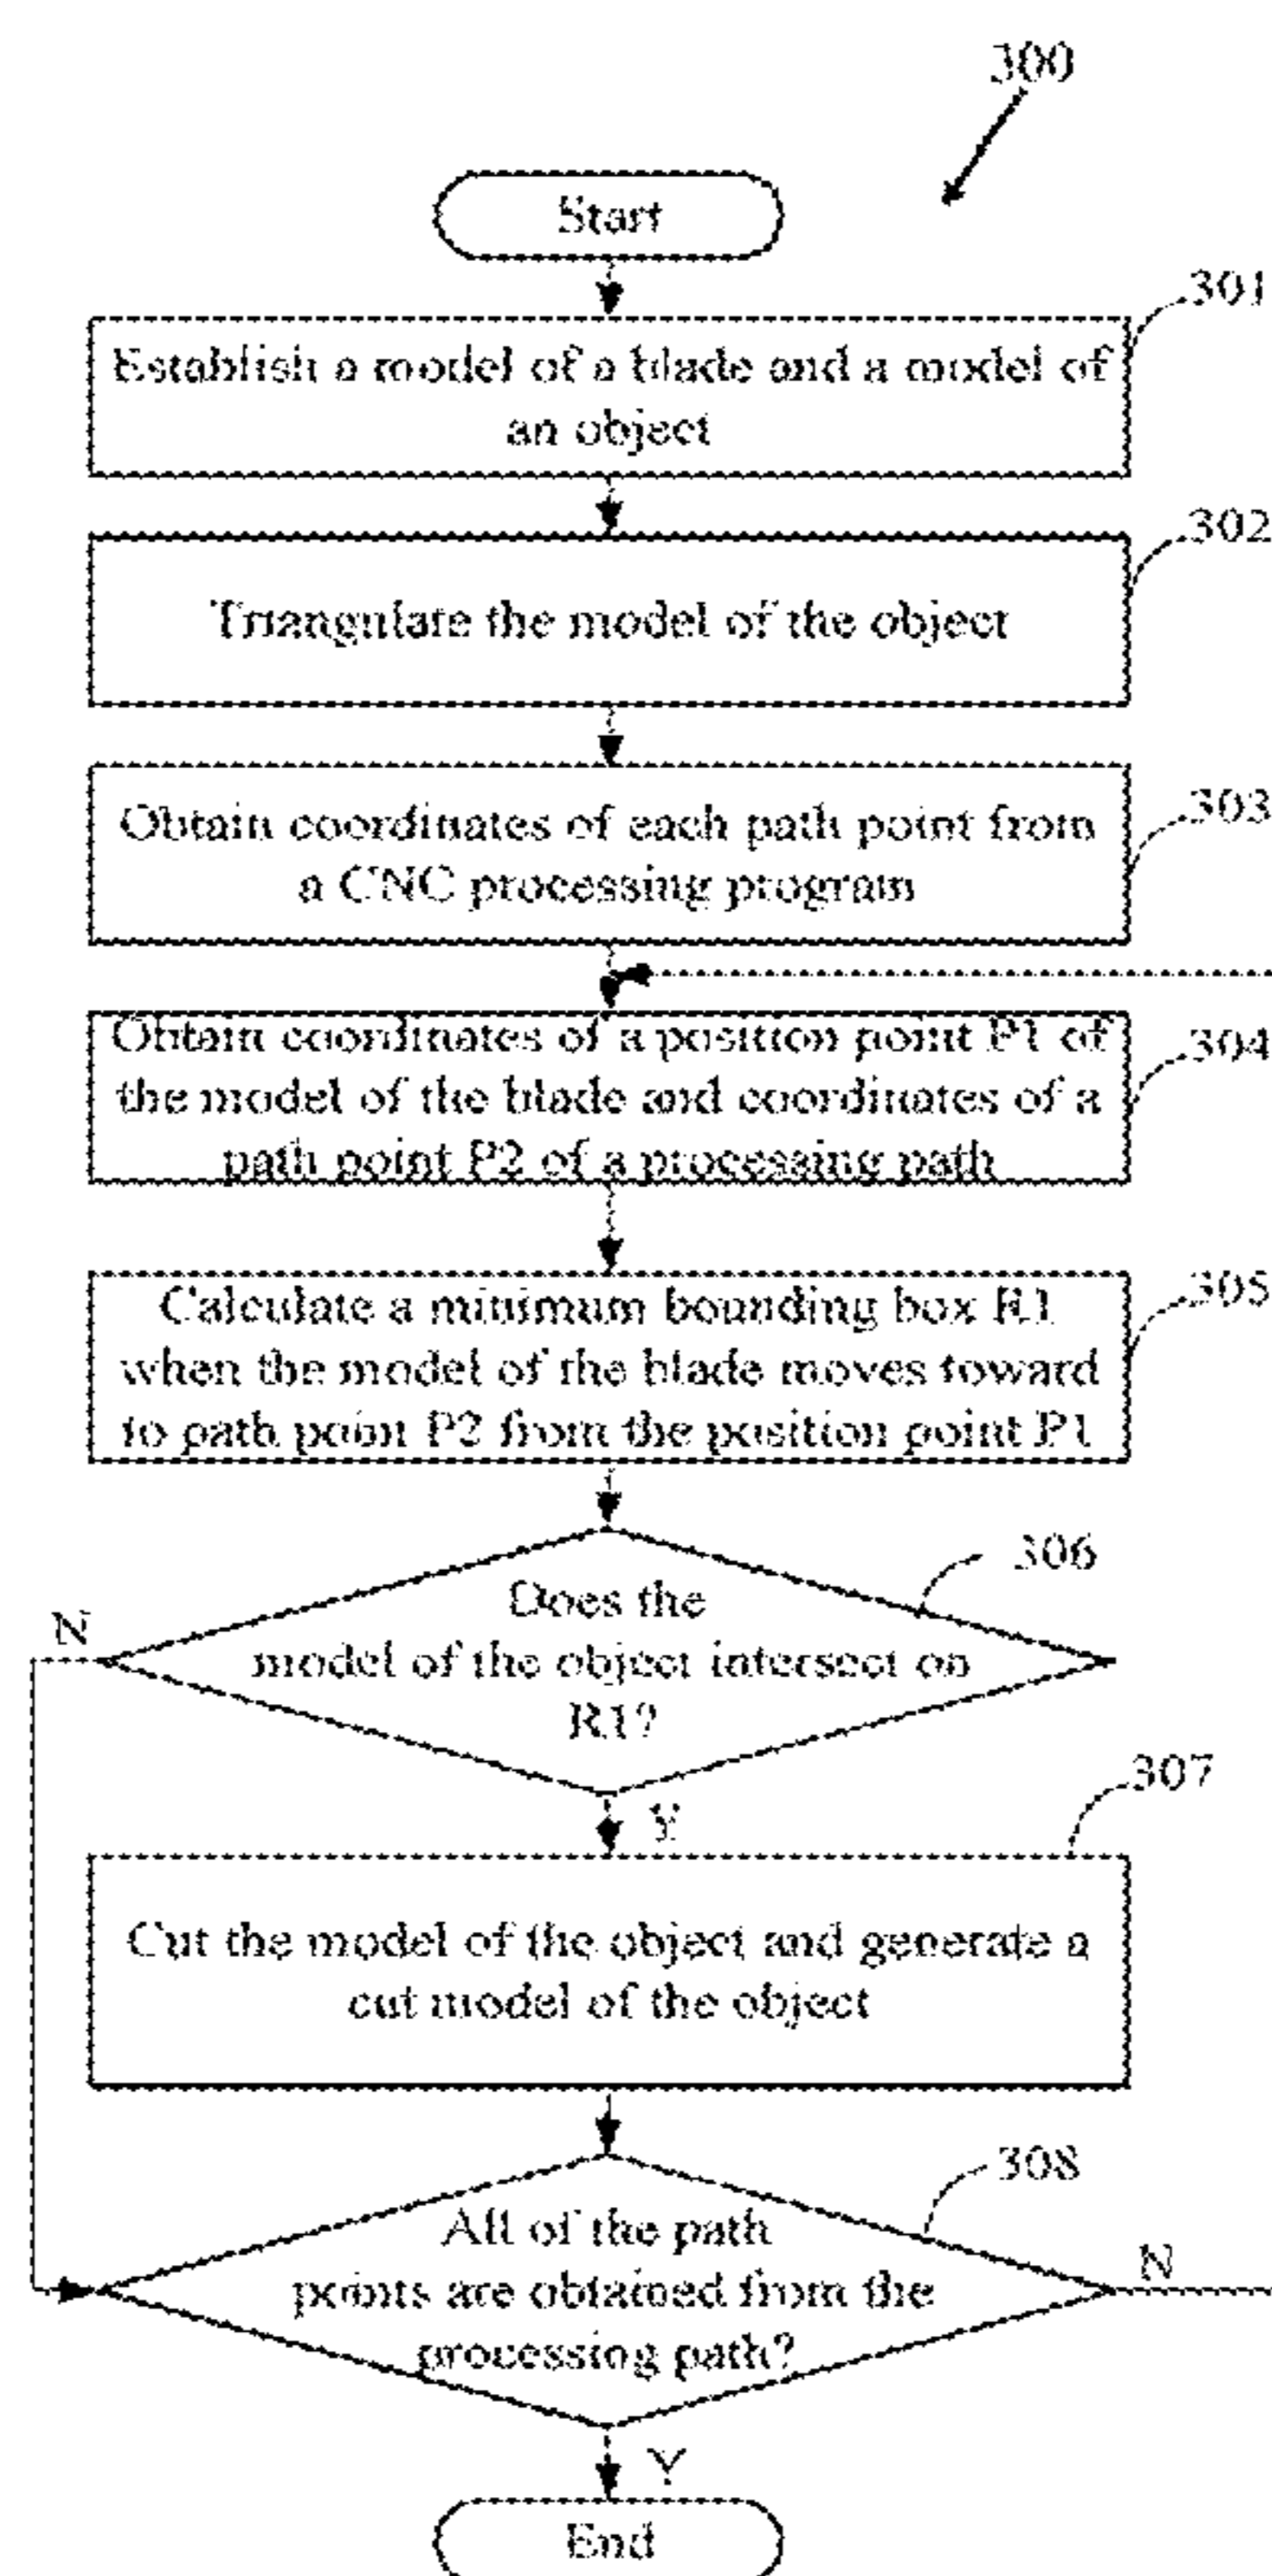 300
Start
301
Establish a model of a blade and a model of
an object
302
Triangulate the model of the object
303
Obtain coordinates of each path point from
a CNC processing program
304
Obtain coordinates of a position point P1 of
the model of the blade and coordinates of a
path point P2 of a processing path
305
Calculate a minimum bounding box R1
when the model of the blade moves toward
to path point P2 from the position point P1
306
N
Does the
model of the object intersect on
R1?
Y
307
Cut the model of the object and generate a
cut model of the object
308
All of the path
points are obtained from the
processing path?
N
Y
End